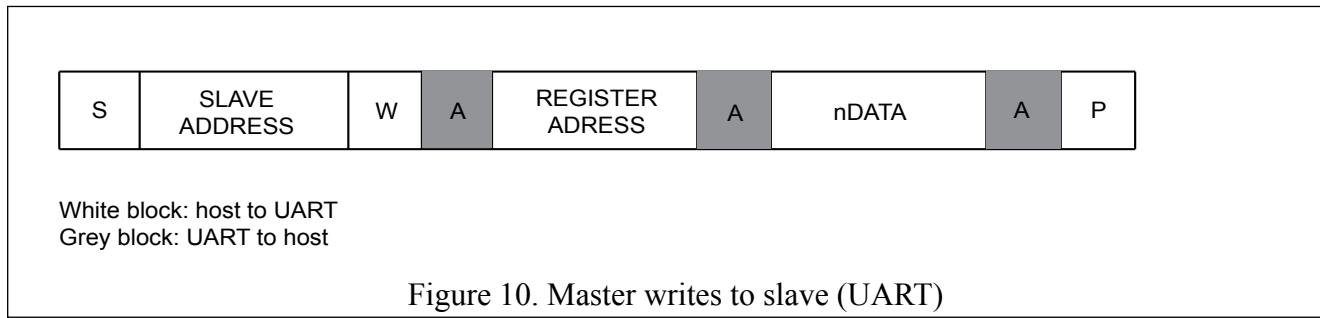 S
SLAVE
ADDRESS
W
A
REGISTER
ADRESS
A
nDATA
A
P
White block: host to UART
Grey block: UART to host
Figure 10. Master writes to slave (UART)